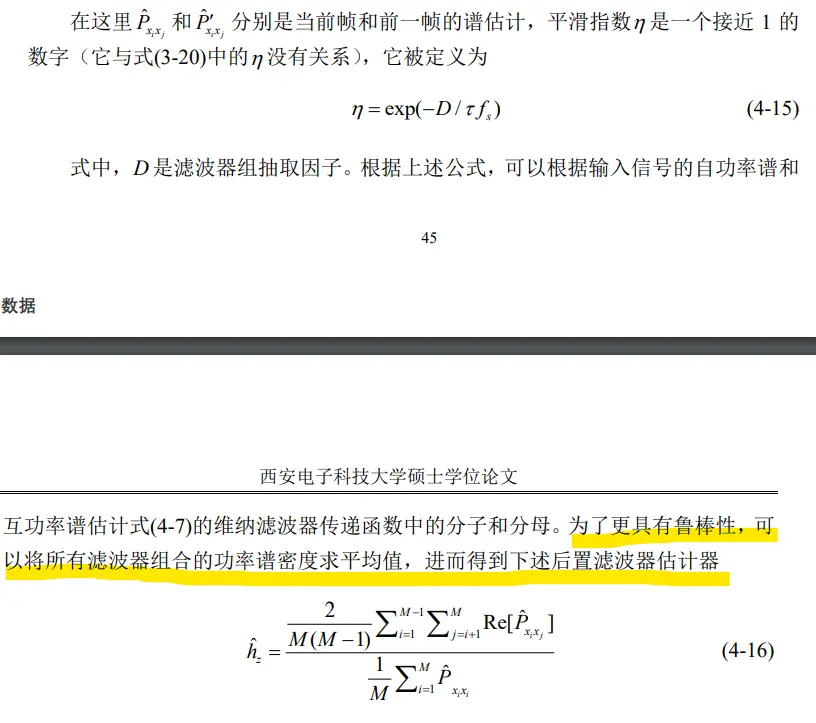 在这里 $\hat{P}_{x_i x_j}$ 和 $\hat{P}'_{x_i x_j}$ 分别是当前帧和前一帧的谱估计，平滑指数 $\eta$ 是一个接近 1 的
数字（它与式(3-20)中的 $\eta$ 没有关系），它被定义为
$\eta = \exp(-D / \tau f_s)$ (4-15)
式中，$D$ 是滤波器组抽取因子。根据上述公式，可以根据输入信号的自功率谱和
45
数据
西安电子科技大学硕士学位论文
互功率谱估计式(4-7)的维纳滤波器传递函数中的分子和分母。为了更具有鲁棒性，可
以将所有滤波器组合的功率谱密度求平均值，进而得到下述后置滤波器估计器
$\hat{h}_z = \frac{\frac{2}{M(M-1)} \sum_{i=1}^{M-1} \sum_{j=i+1}^{M} \mathrm{Re}[\hat{P}_{x_i x_j}]}{\frac{1}{M} \sum_{i=1}^{M} \hat{P}_{x_i x_i}}$ (4-16)